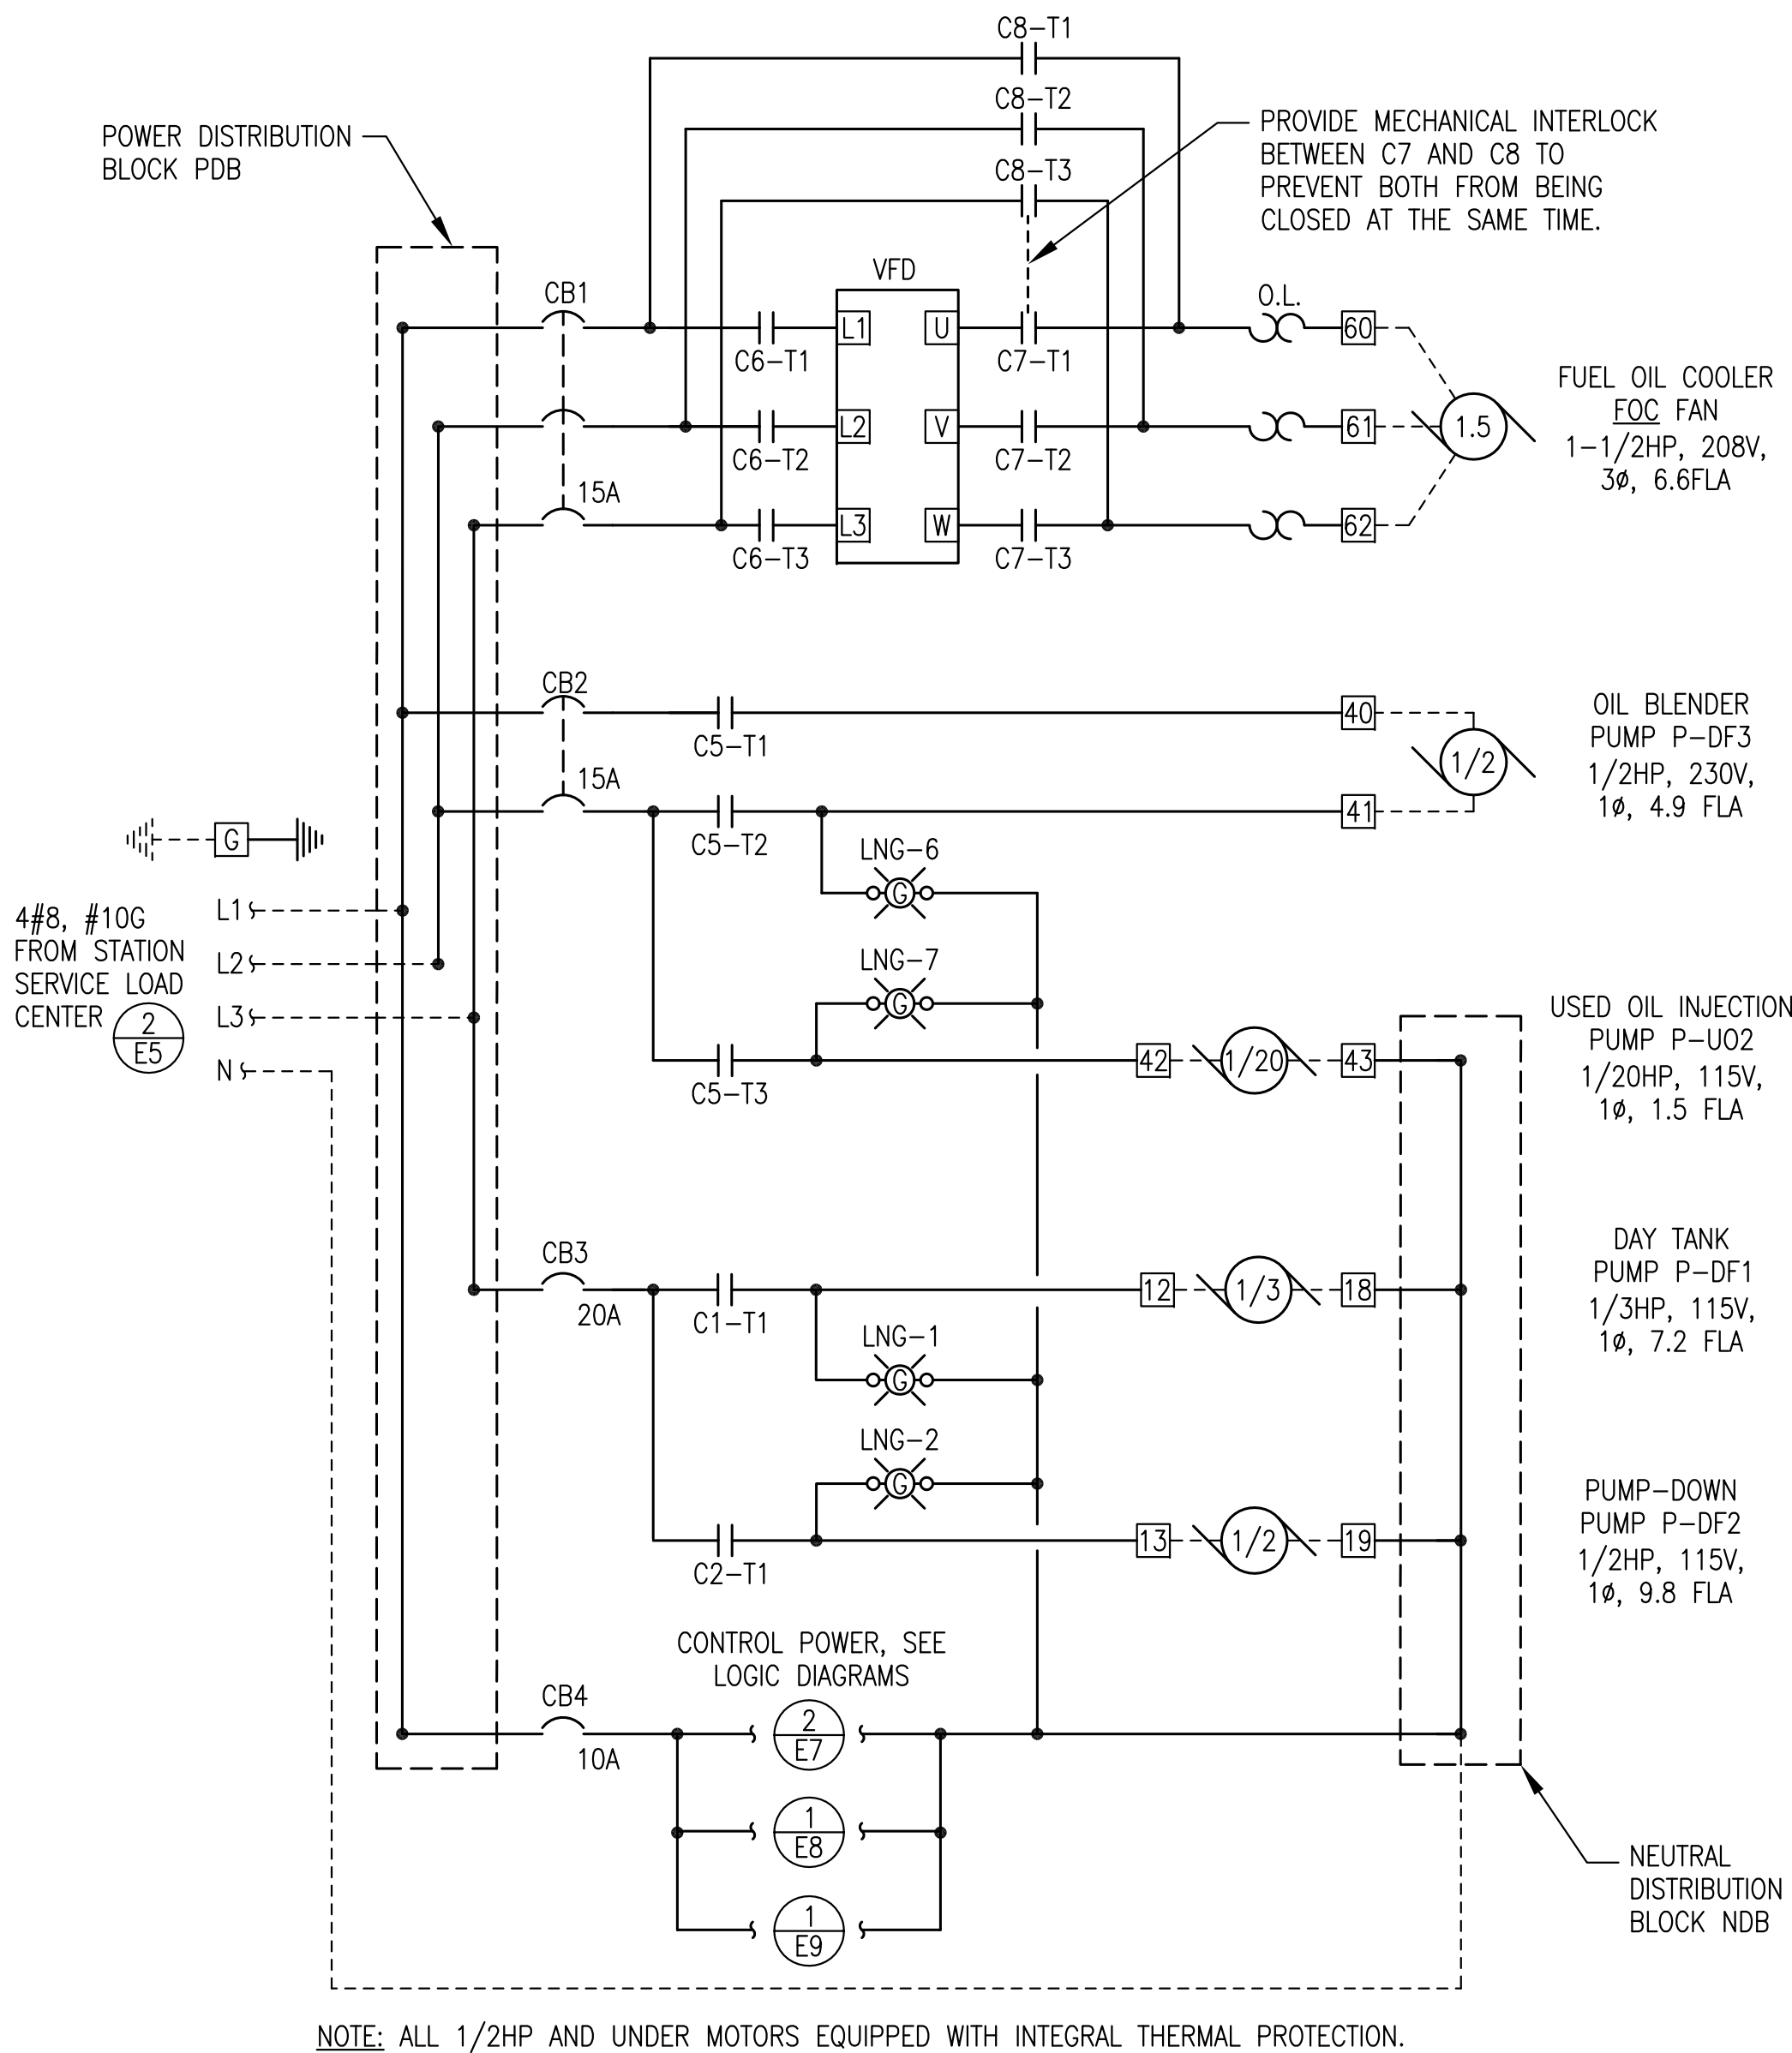 C8-T1
C8-T2
C8-T3
POWER DISTRIBUTION
BLOCK PDB
PROVIDE MECHANICAL INTERLOCK
BETWEEN C7 AND C8 TO
PREVENT BOTH FROM BEING
CLOSED AT THE SAME TIME.
VFD
CB1
O.L.
L1
U
60
C6-T1
C7-T1
L2
V
61
1.5
C6-T2
C7-T2
15A
L3
W
62
C6-T3
C7-T3
FUEL OIL COOLER
FOC FAN
1-1/2HP, 208V,
3ø, 6.6FLA
CB2
40
C5-T1
15A
1/2
41
C5-T2
OIL BLENDER
PUMP P-DF3
1/2HP, 230V,
1ø, 4.9 FLA
G
LNG-6
G
4#8, #10G
FROM STATION
SERVICE LOAD
CENTER
2
E5
L1
L2
L3
N
LNG-7
G
42
1/20
43
C5-T3
USED OIL INJECTION
PUMP P-UO2
1/20HP, 115V,
1ø, 1.5 FLA
CB3
20A
C1-T1
12
1/3
18
DAY TANK
PUMP P-DF1
1/3HP, 115V,
1ø, 7.2 FLA
LNG-1
G
LNG-2
G
13
1/2
19
C2-T1
PUMP-DOWN
PUMP P-DF2
1/2HP, 115V,
1ø, 9.8 FLA
CONTROL POWER, SEE
LOGIC DIAGRAMS
CB4
10A
2
E7
1
E8
1
E9
NEUTRAL
DISTRIBUTION
BLOCK NDB
NOTE: ALL 1/2HP AND UNDER MOTORS EQUIPPED WITH INTEGRAL THERMAL PROTECTION.